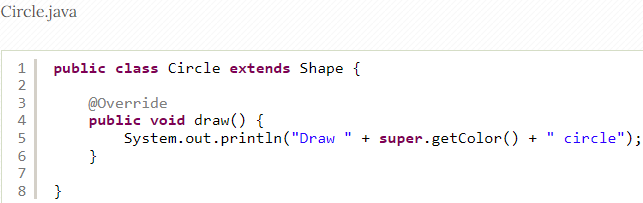 Circle.java
1 public class Circle extends Shape {
2
3     @Override
4     public void draw() {
5         System.out.println("Draw " + super.getColor() + " circle");
6     }
7
8 }